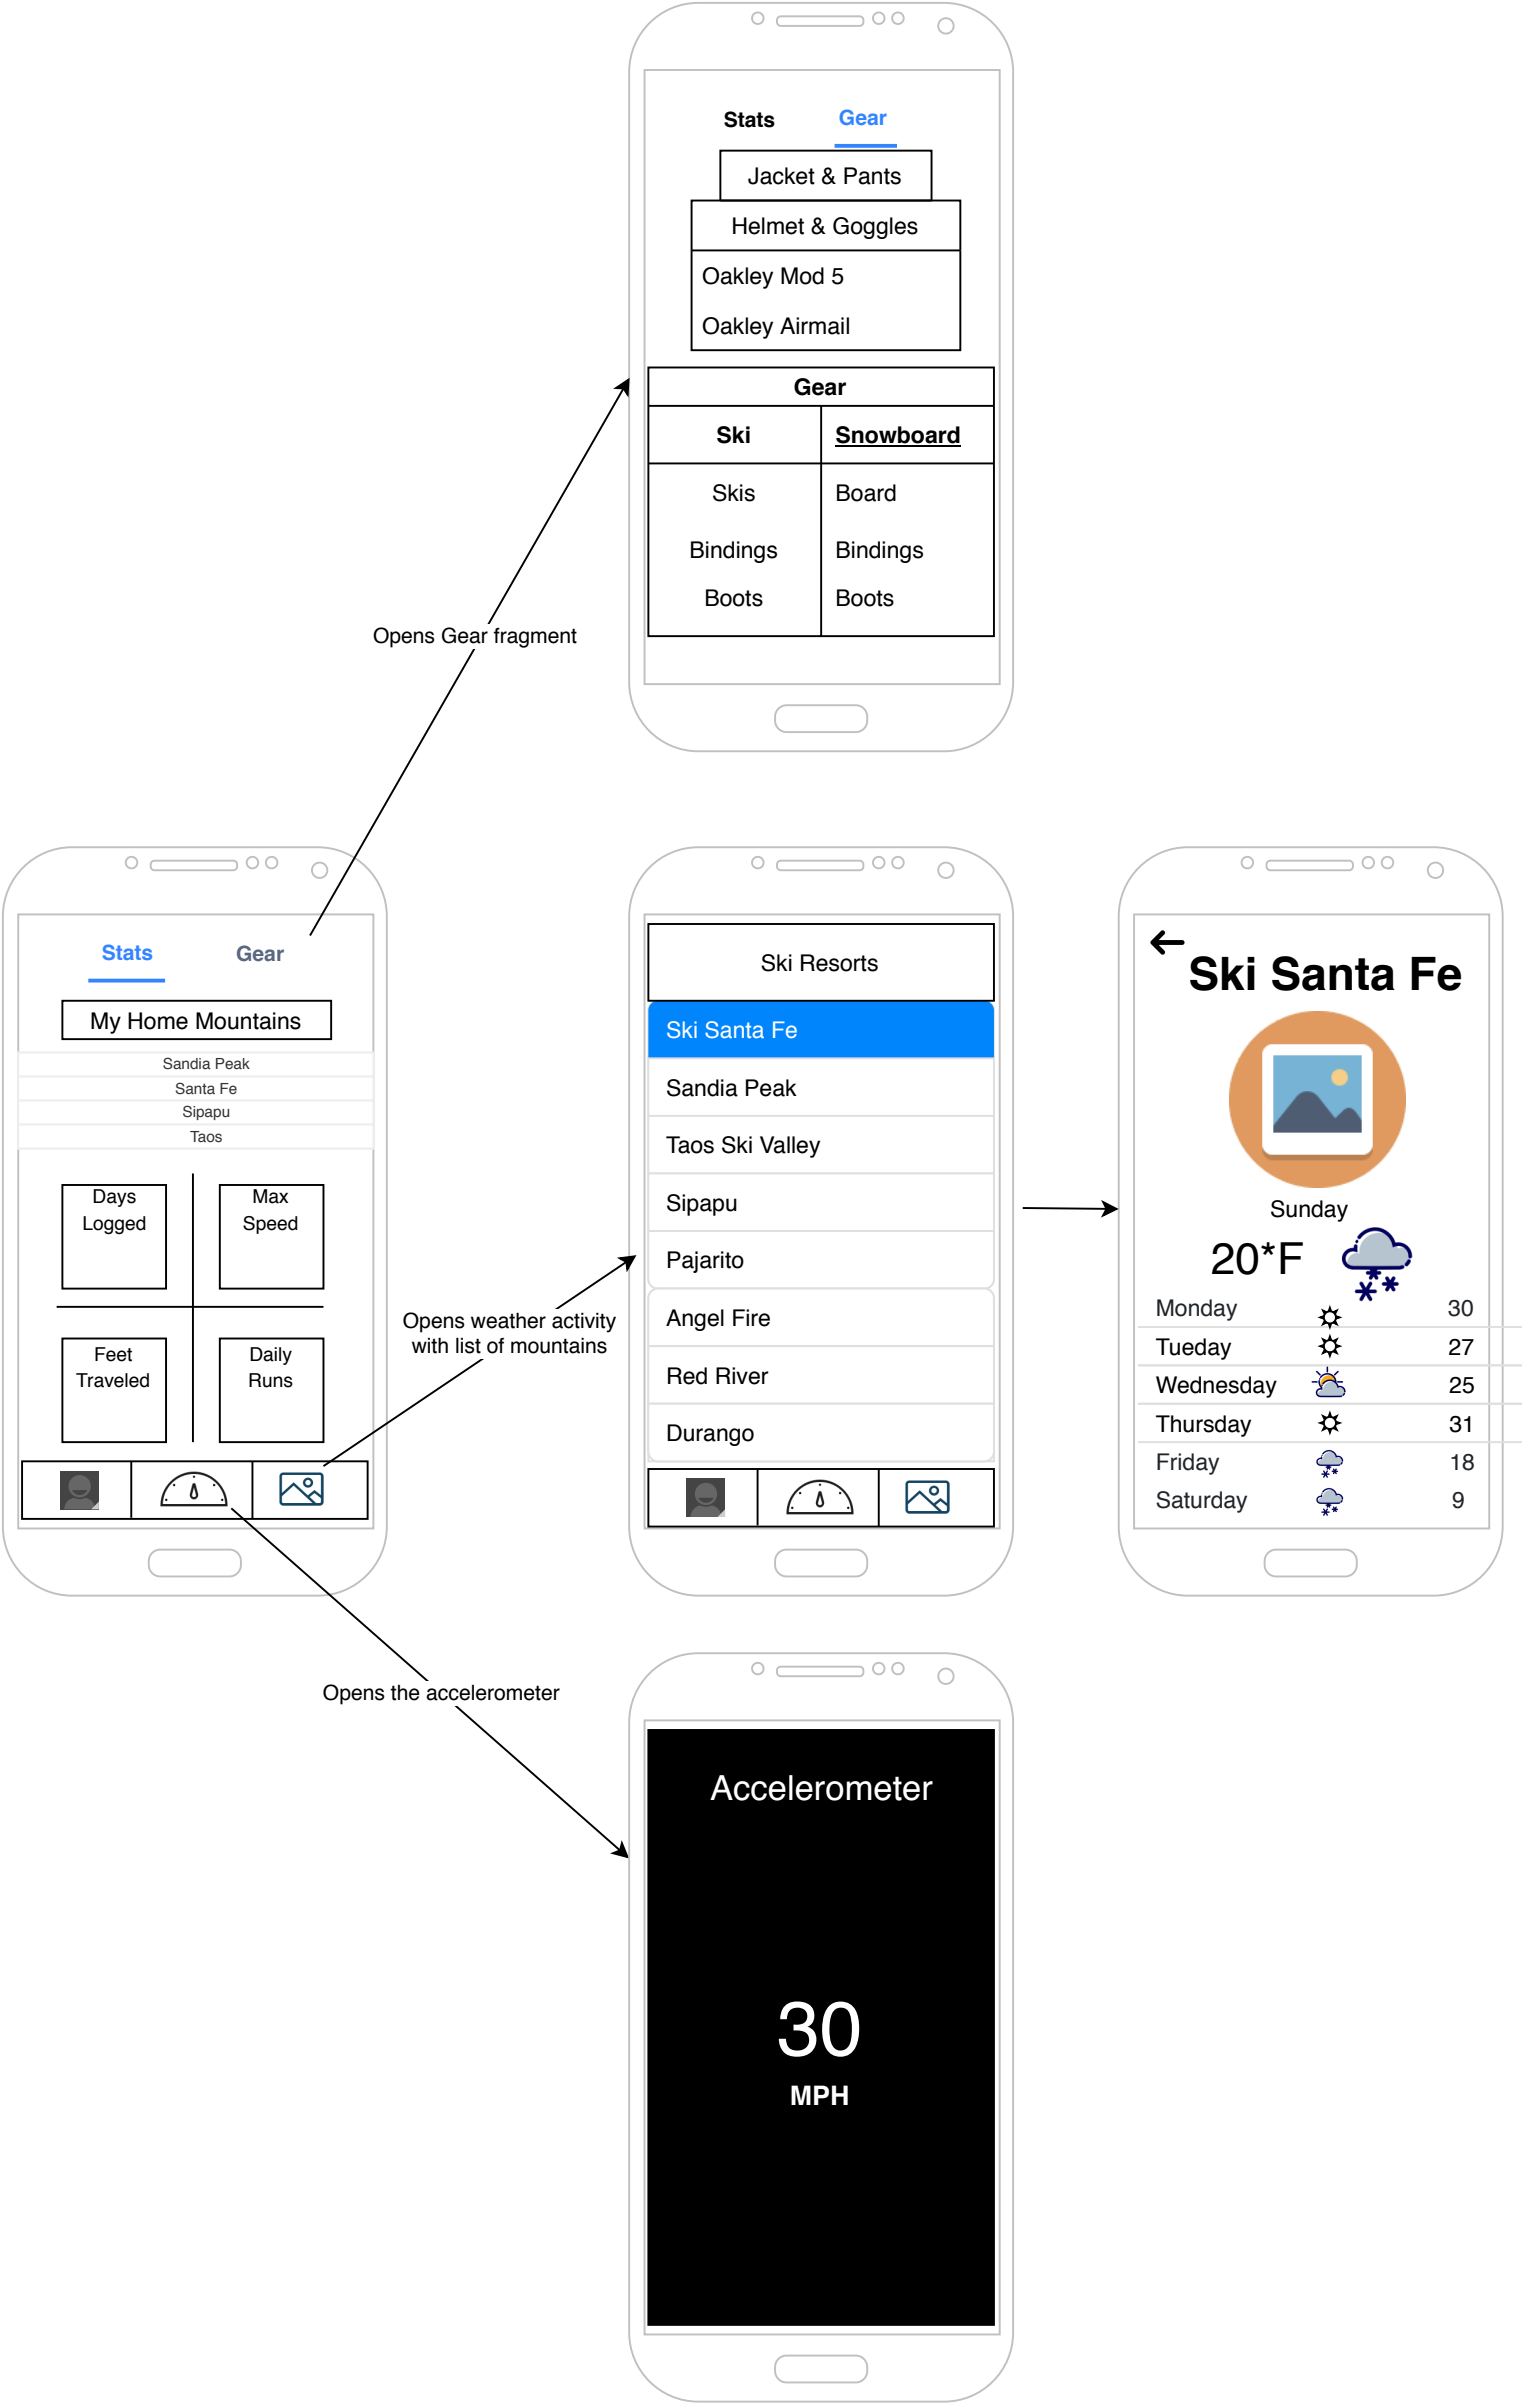 Stats Gear
Jacket & Pants
Helmet & Goggles
Oakley Mod 5
Oakley Airmail
Gear
Ski Snowboard
Skis Board
Bindings Bindings
Boots Boots
Opens Gear fragment
Stats Gear
My Home Mountains
Sandia Peak
Santa Fe
Sipapu
Taos
Days
Logged
Max
Speed
Feet
Traveled
Daily
Runs
Opens weather activity
with list of mountains
Ski Resorts
Ski Santa Fe
Sandia Peak
Taos Ski Valley
Sipapu
Pajarito
Angel Fire
Red River
Durango
Ski Santa Fe
Sunday
20*F
Monday 30
Tueday 27
Wednesday 25
Thursday 31
Friday 18
Saturday 9
Opens the accelerometer
Accelerometer
30
MPH